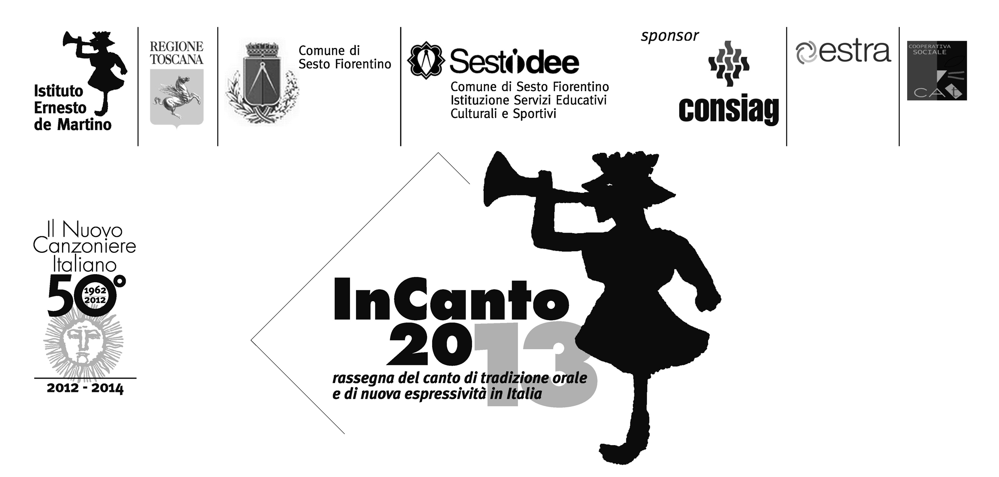 Istituto
Ernesto
de Martino
REGIONE
TOSCANA
Comune di
Sesto Fiorentino
Sestoidee
Comune di Sesto Fiorentino
Istituzione Servizi Educativi
Culturali e Sportivi
sponsor
consiag
estra
COOPERATIVA
SOCIALE
CAt
Il Nuovo
Canzoniere
Italiano
50°
1962
2012
2012 - 2014
InCanto
2013
rassegna del canto di tradizione orale
e di nuova espressività in Italia